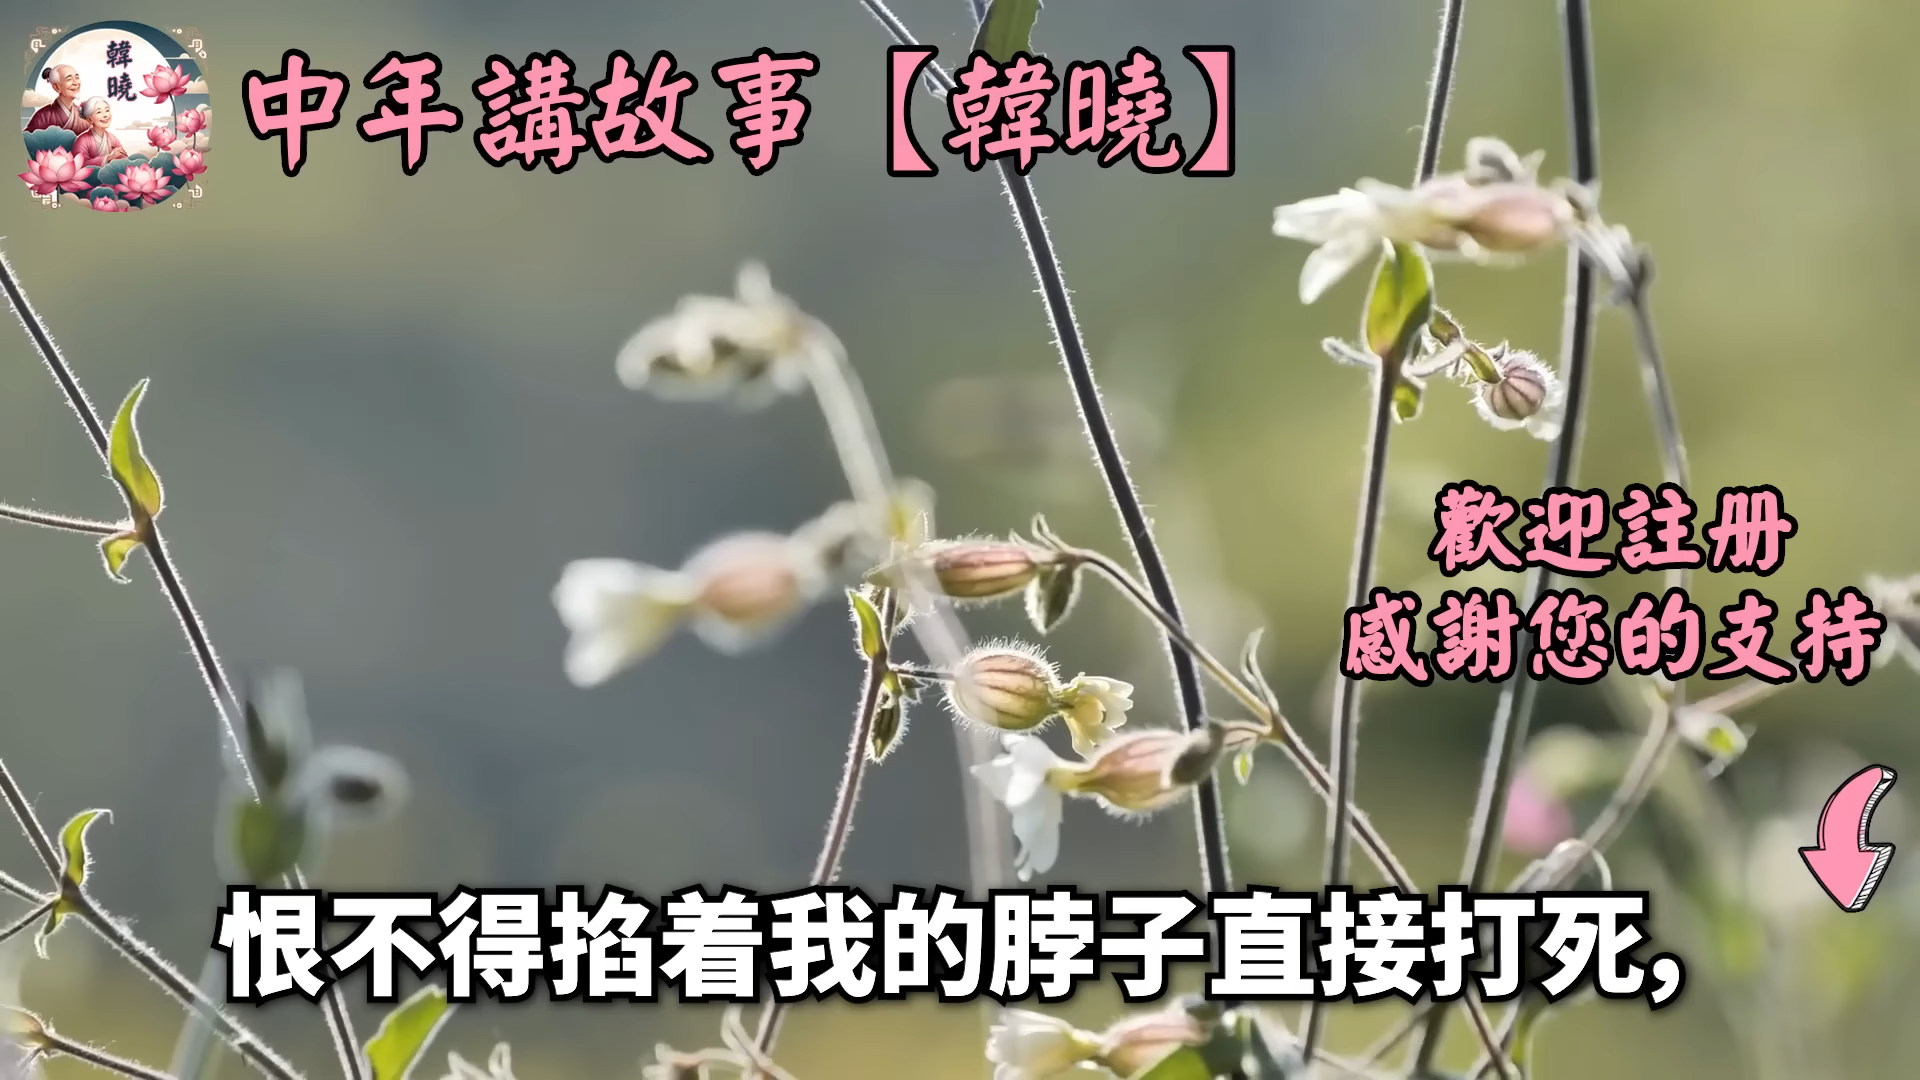 韓曉
中年講故事【韓曉】
歡迎註册
感謝您的支持
恨不得掐着我的脖子直接打死,